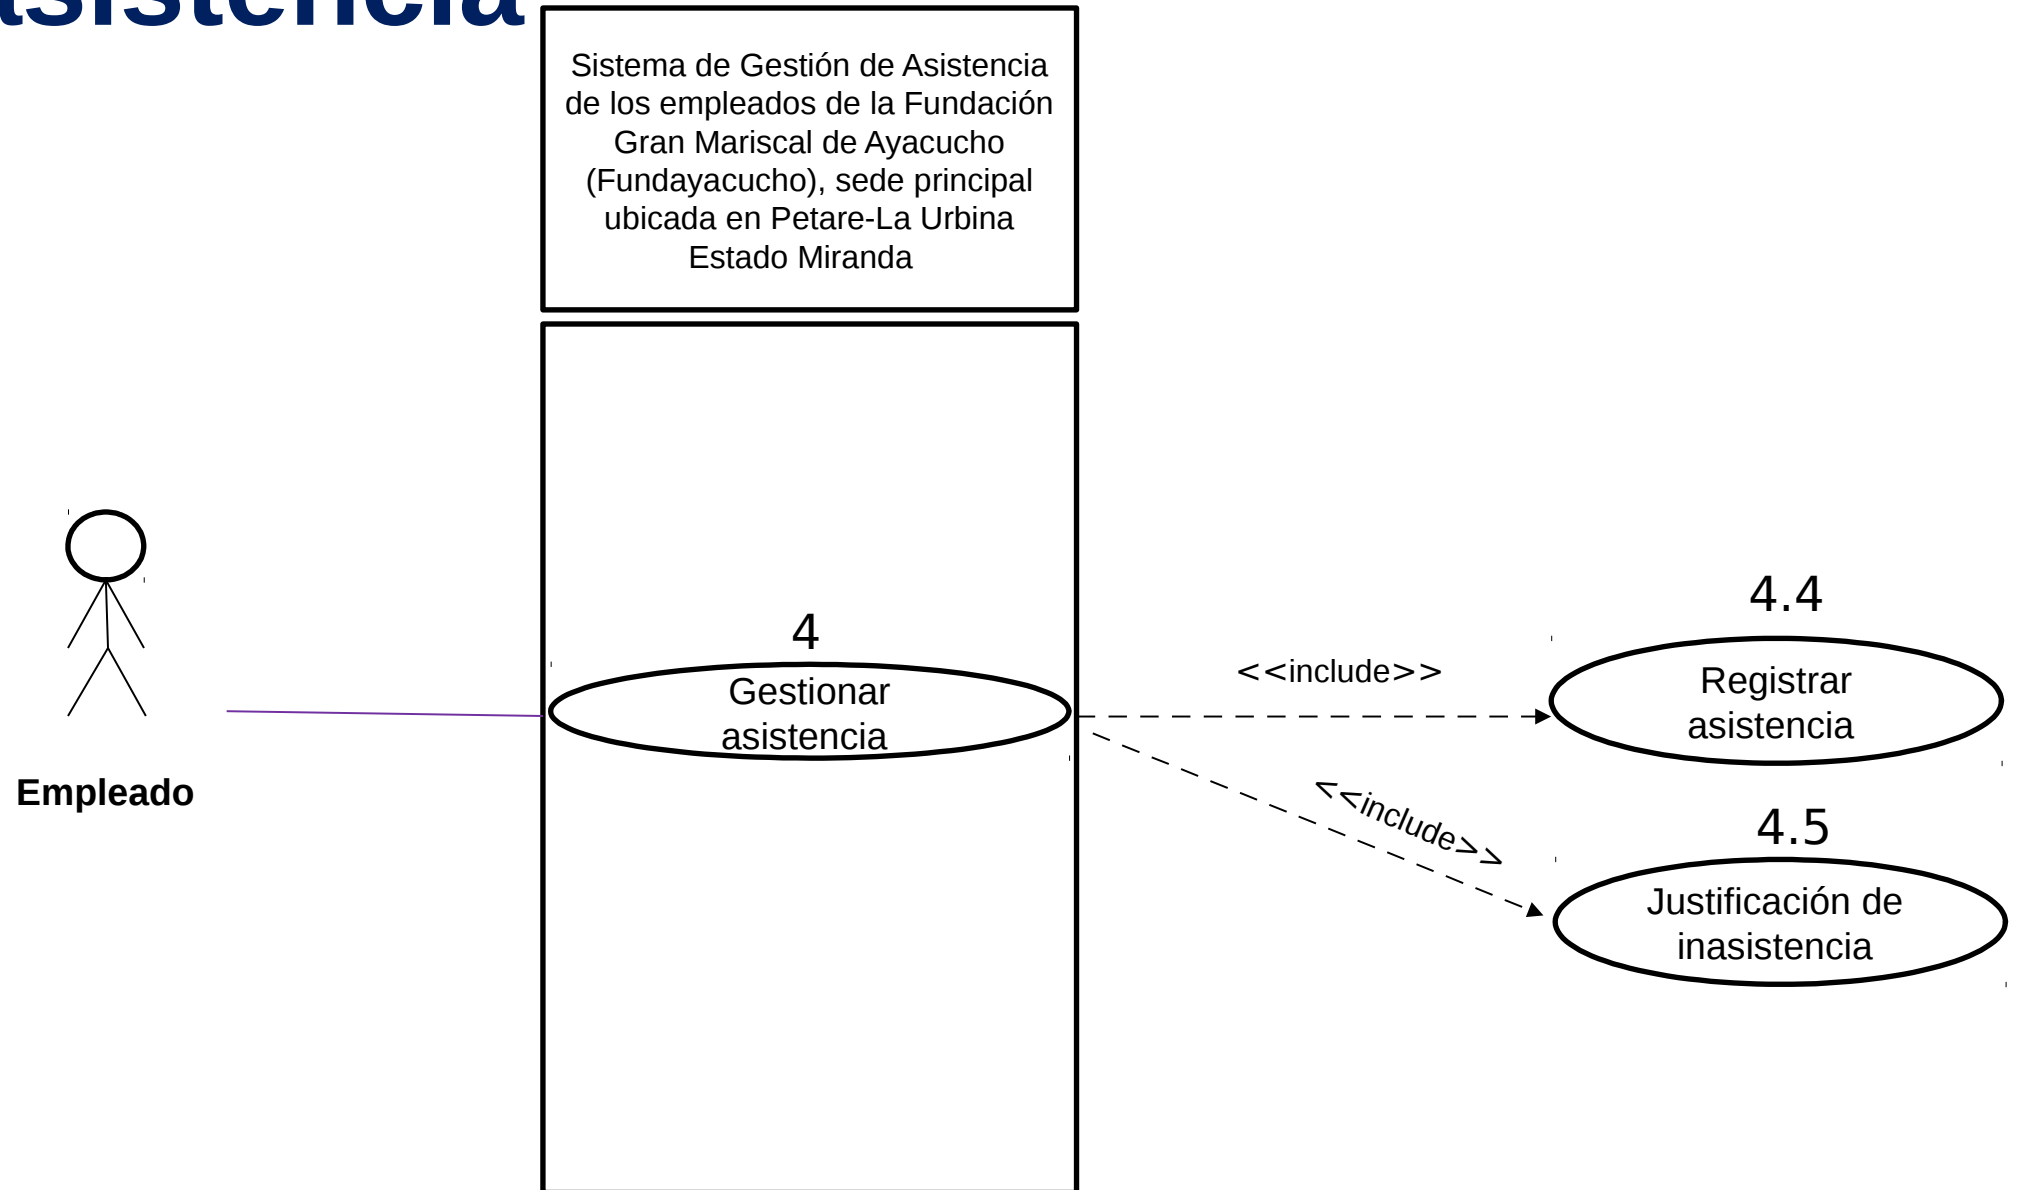 Sistema de Gestión de Asistencia
de los empleados de la Fundación
Gran Mariscal de Ayacucho
(Fundayacucho), sede principal
ubicada en Petare-La Urbina
Estado Miranda
4
Gestionar
asistencia
Empleado
<<include>>
<<include>>
4.4
Registrar
asistencia
4.5
Justificación de
inasistencia